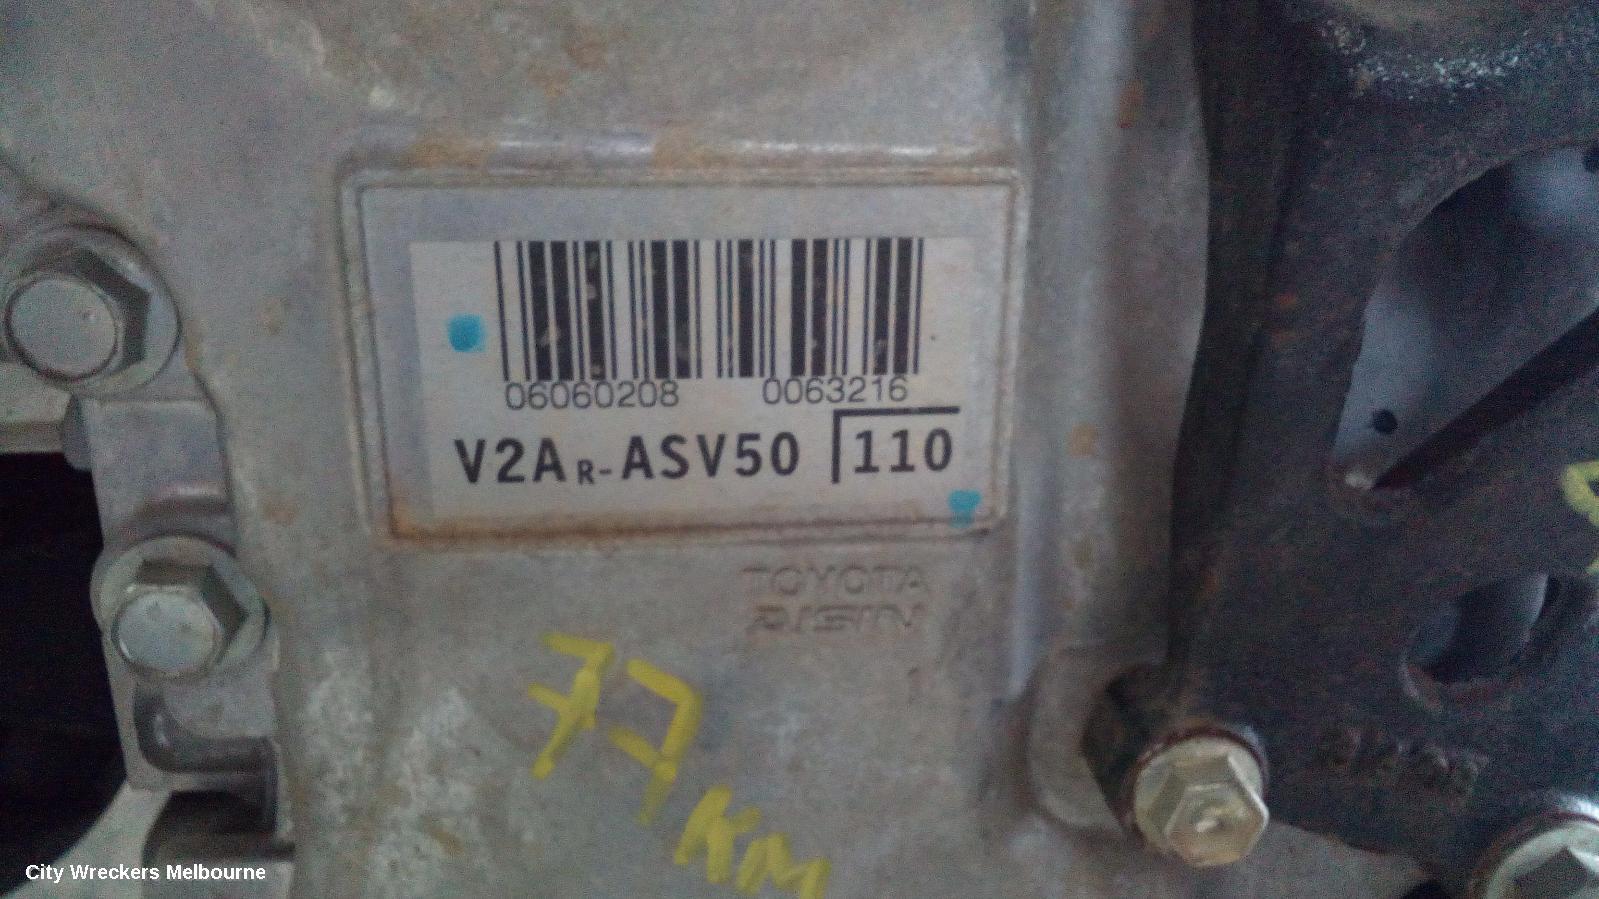 06060208 0063216
V2AR-ASV50 110
TOYOTA
AISIN
77 KM
City Wreckers Melbourne